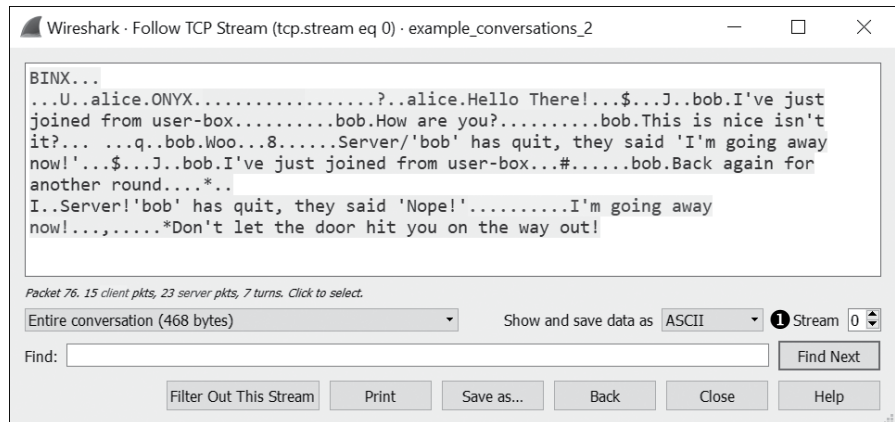 Wireshark · Follow TCP Stream (tcp.stream eq 0) · example_conversations_2
BINX...
...U..alice.ONYX...................?..alice.Hello There!...$...J..bob.I've just
joined from user-box..........bob.How are you?..........bob.This is nice isn't
it?... ...q..bob.Woo...8......Server/'bob' has quit, they said 'I'm going away
now!'...$...J..bob.I've just joined from user-box...#......bob.Back again for
another round....*..
I..Server!'bob' has quit, they said 'Nope!'..........I'm going away
now!...,.....*Don't let the door hit you on the way out!
Packet 76. 15 client pkts, 23 server pkts, 7 turns. Click to select.
Entire conversation (468 bytes) Show and save data as ASCII 1 Stream 0
Find: Find Next
Filter Out This Stream Print Save as... Back Close Help